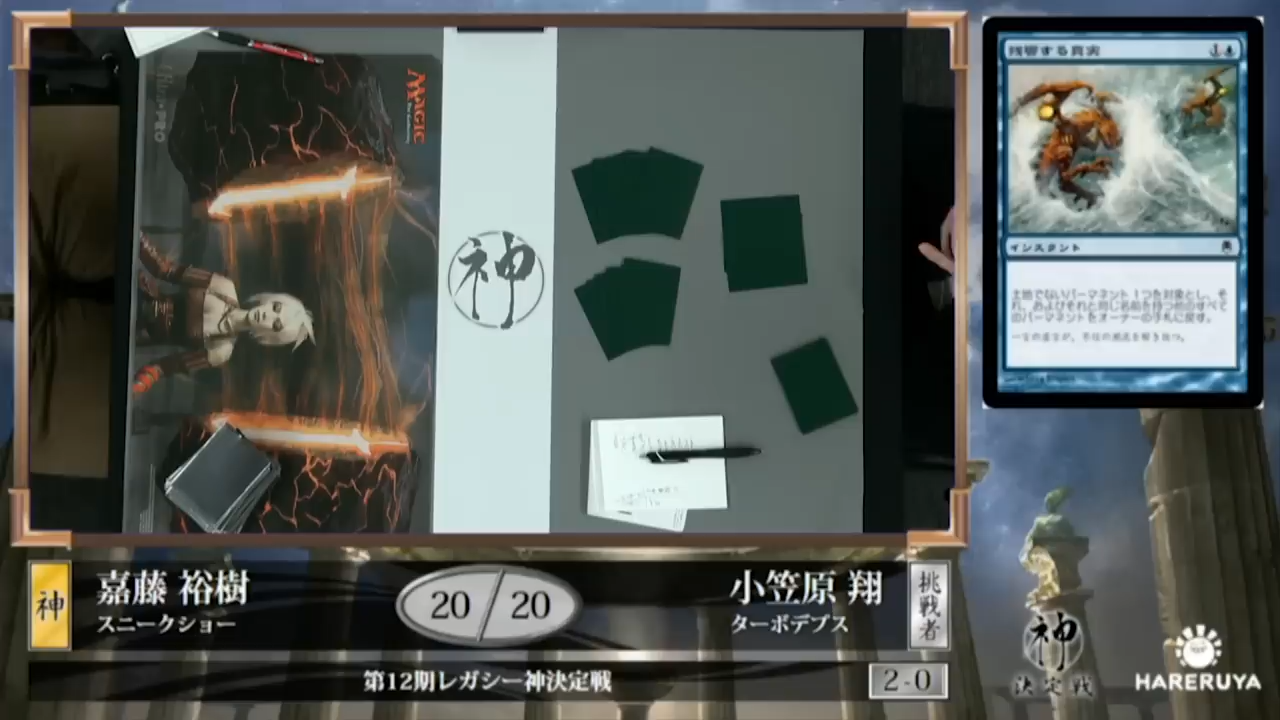 MAGIC
神
残響する真実
1
インスタント
土地でないパーマネント1つを対象とし、そ
れ、およびそれと同じ名前を持つ他のすべて
のパーマネントをオーナーの手札に戻す。
神
嘉藤 裕樹
スニークショー
20 / 20
小笠原 翔
ターボデプス
挑戦者
第12期レガシー神決定戦
2-0
神
決定戦
HARERUYA